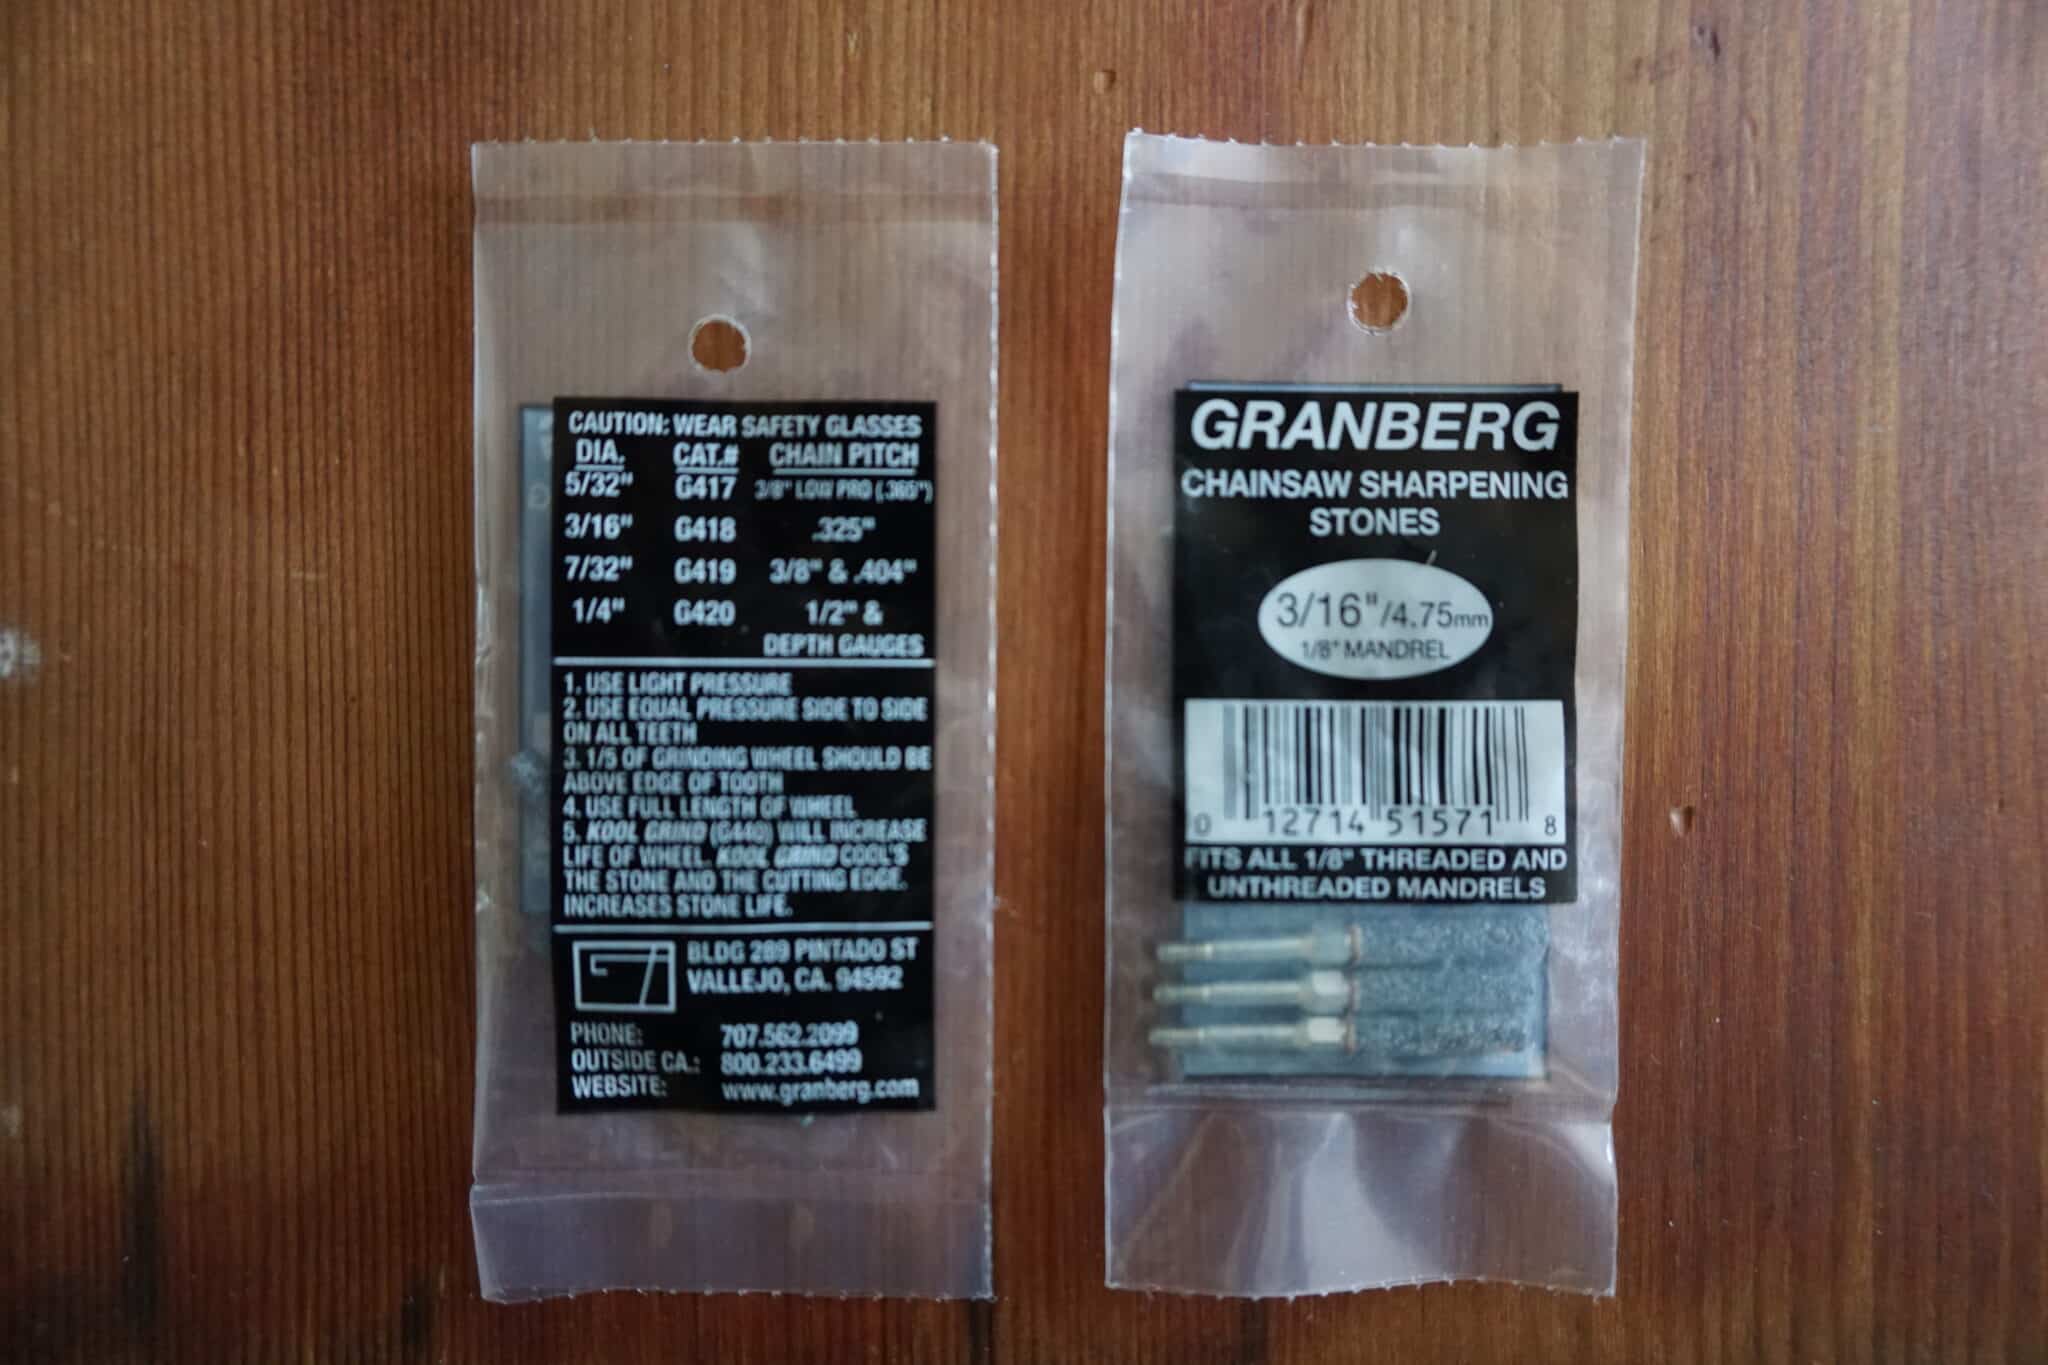 CAUTION: WEAR SAFETY GLASSES
DIA. CAT.# CHAIN PITCH
5/32" G417 3/8" LOW PRO (.365")
3/16" G418 .325"
7/32" G419 3/8" & .404"
1/4" G420 1/2" &
DEPTH GAUGES
1. USE LIGHT PRESSURE
2. USE EQUAL PRESSURE SIDE TO SIDE
ON ALL TEETH
3. 1/5 OF GRINDING WHEEL SHOULD BE
ABOVE EDGE OF TOOTH
4. USE FULL LENGTH OF WHEEL
5. KOOL GRIND (G440) WILL INCREASE
LIFE OF WHEEL. KOOL GRIND COOL'S
THE STONE AND THE CUTTING EDGE.
INCREASES STONE LIFE.
BLDG 289 PINTADO ST
VALLEJO, CA. 94592
PHONE: 707.562.2099
OUTSIDE CA.: 800.233.6499
WEBSITE: www.granberg.com
GRANBERG
CHAINSAW SHARPENING
STONES
3/16"/4.75mm
1/8" MANDREL
0 12714 51571 8
FITS ALL 1/8" THREADED AND
UNTHREADED MANDRELS